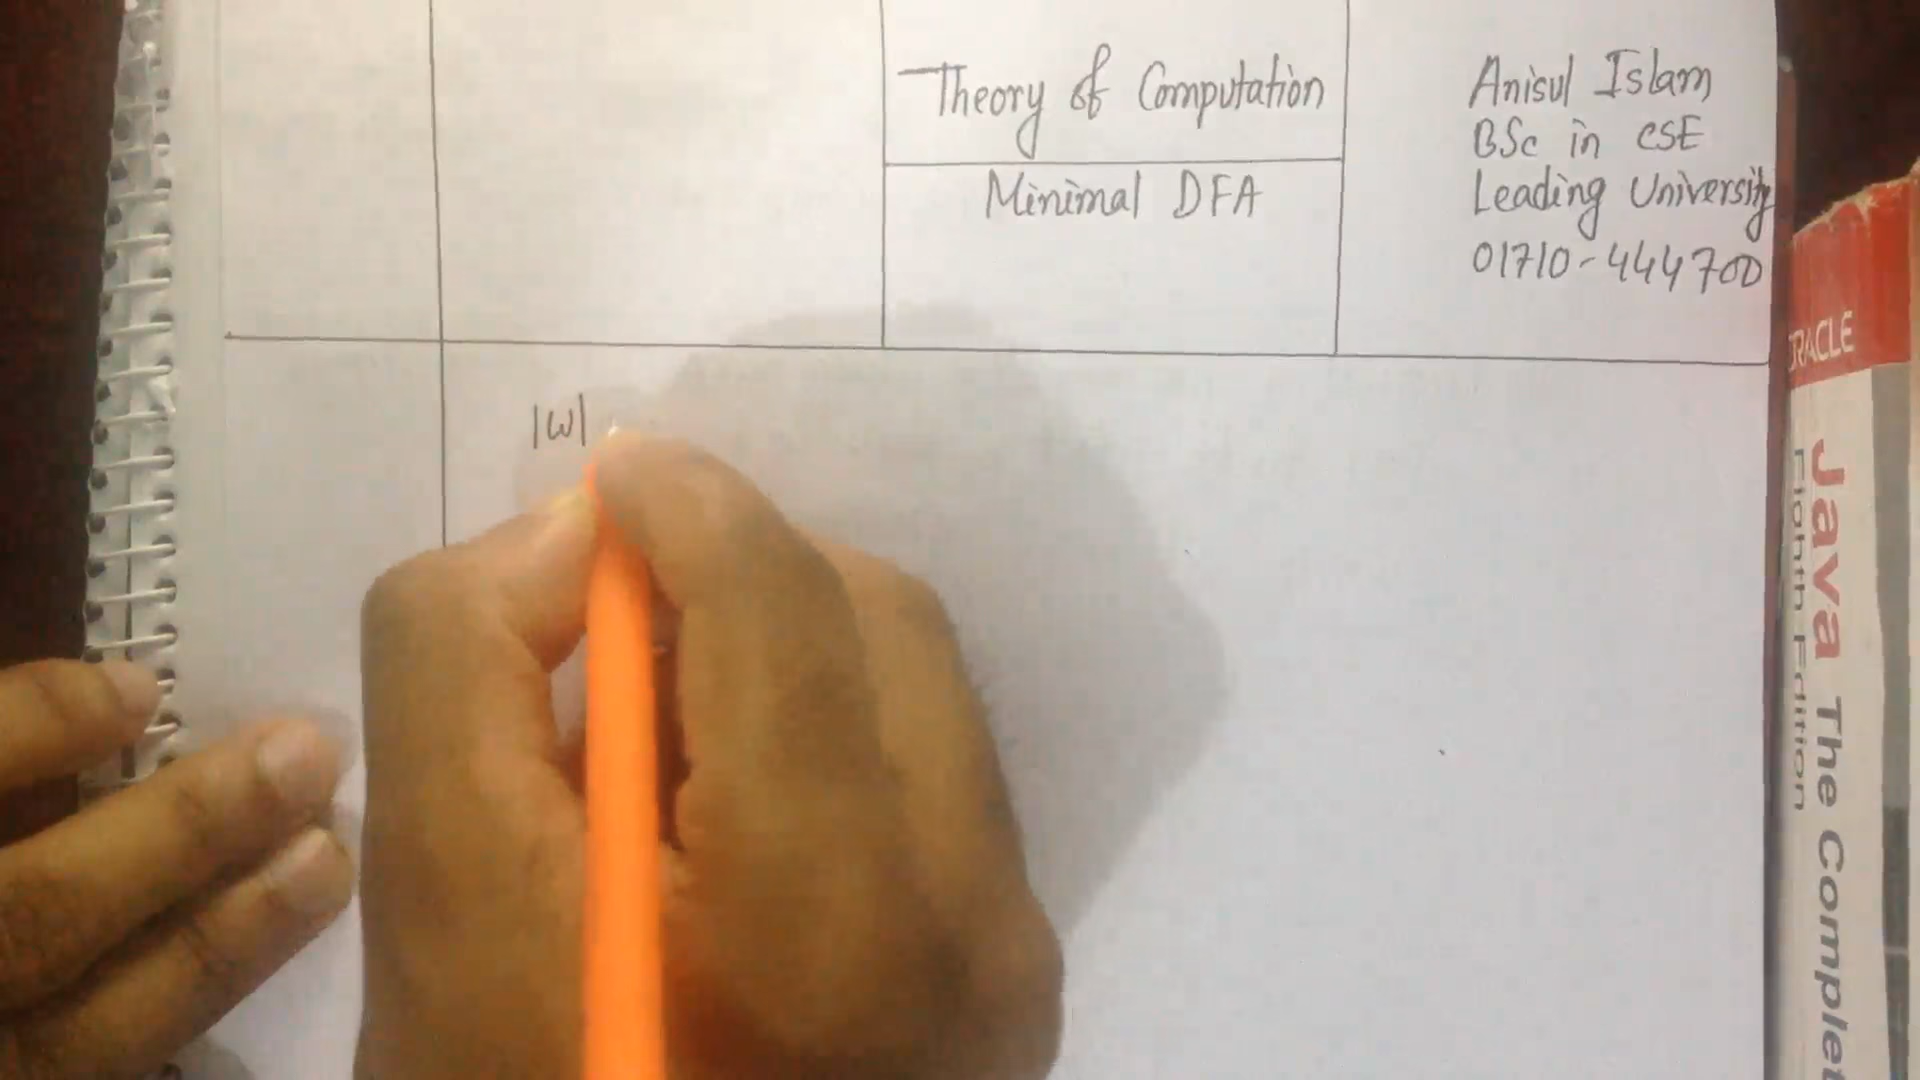 Theory of Computation
Minimal DFA
Anisul Islam
BSc in CSE
Leading University
01710-444700
|w|
ORACLE
Java The Complete
Eighth Edition